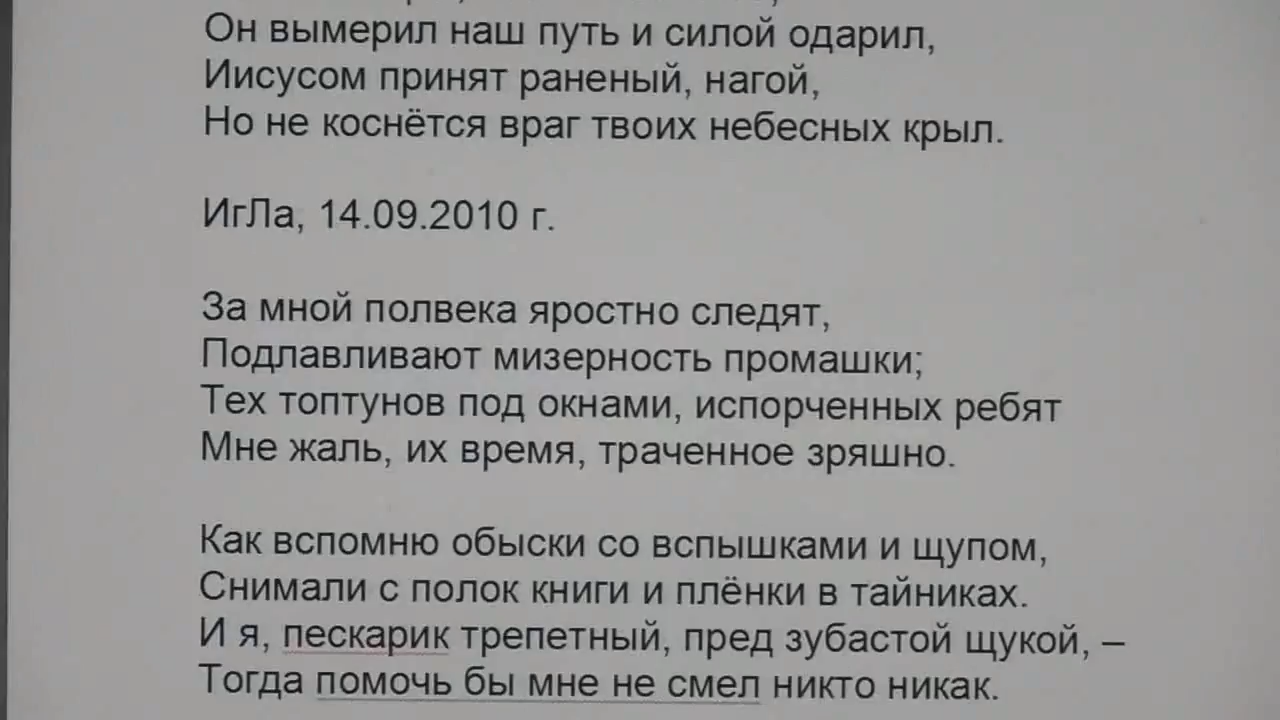 Он вымерил наш путь и силой одарил,
Иисусом принят раненый, нагой,
Но не коснётся враг твоих небесных крыл.
ИгЛа, 14.09.2010 г.
За мной полвека яростно следят,
Подлавливают мизерность промашки;
Тех топтунов под окнами, испорченных ребят
Мне жаль, их время, траченное зряшно.
Как вспомню обыски со вспышками и щупом,
Снимали с полок книги и плёнки в тайниках.
И я, пескарик трепетный, пред зубастой щукой, –
Тогда помочь бы мне не смел никто никак.